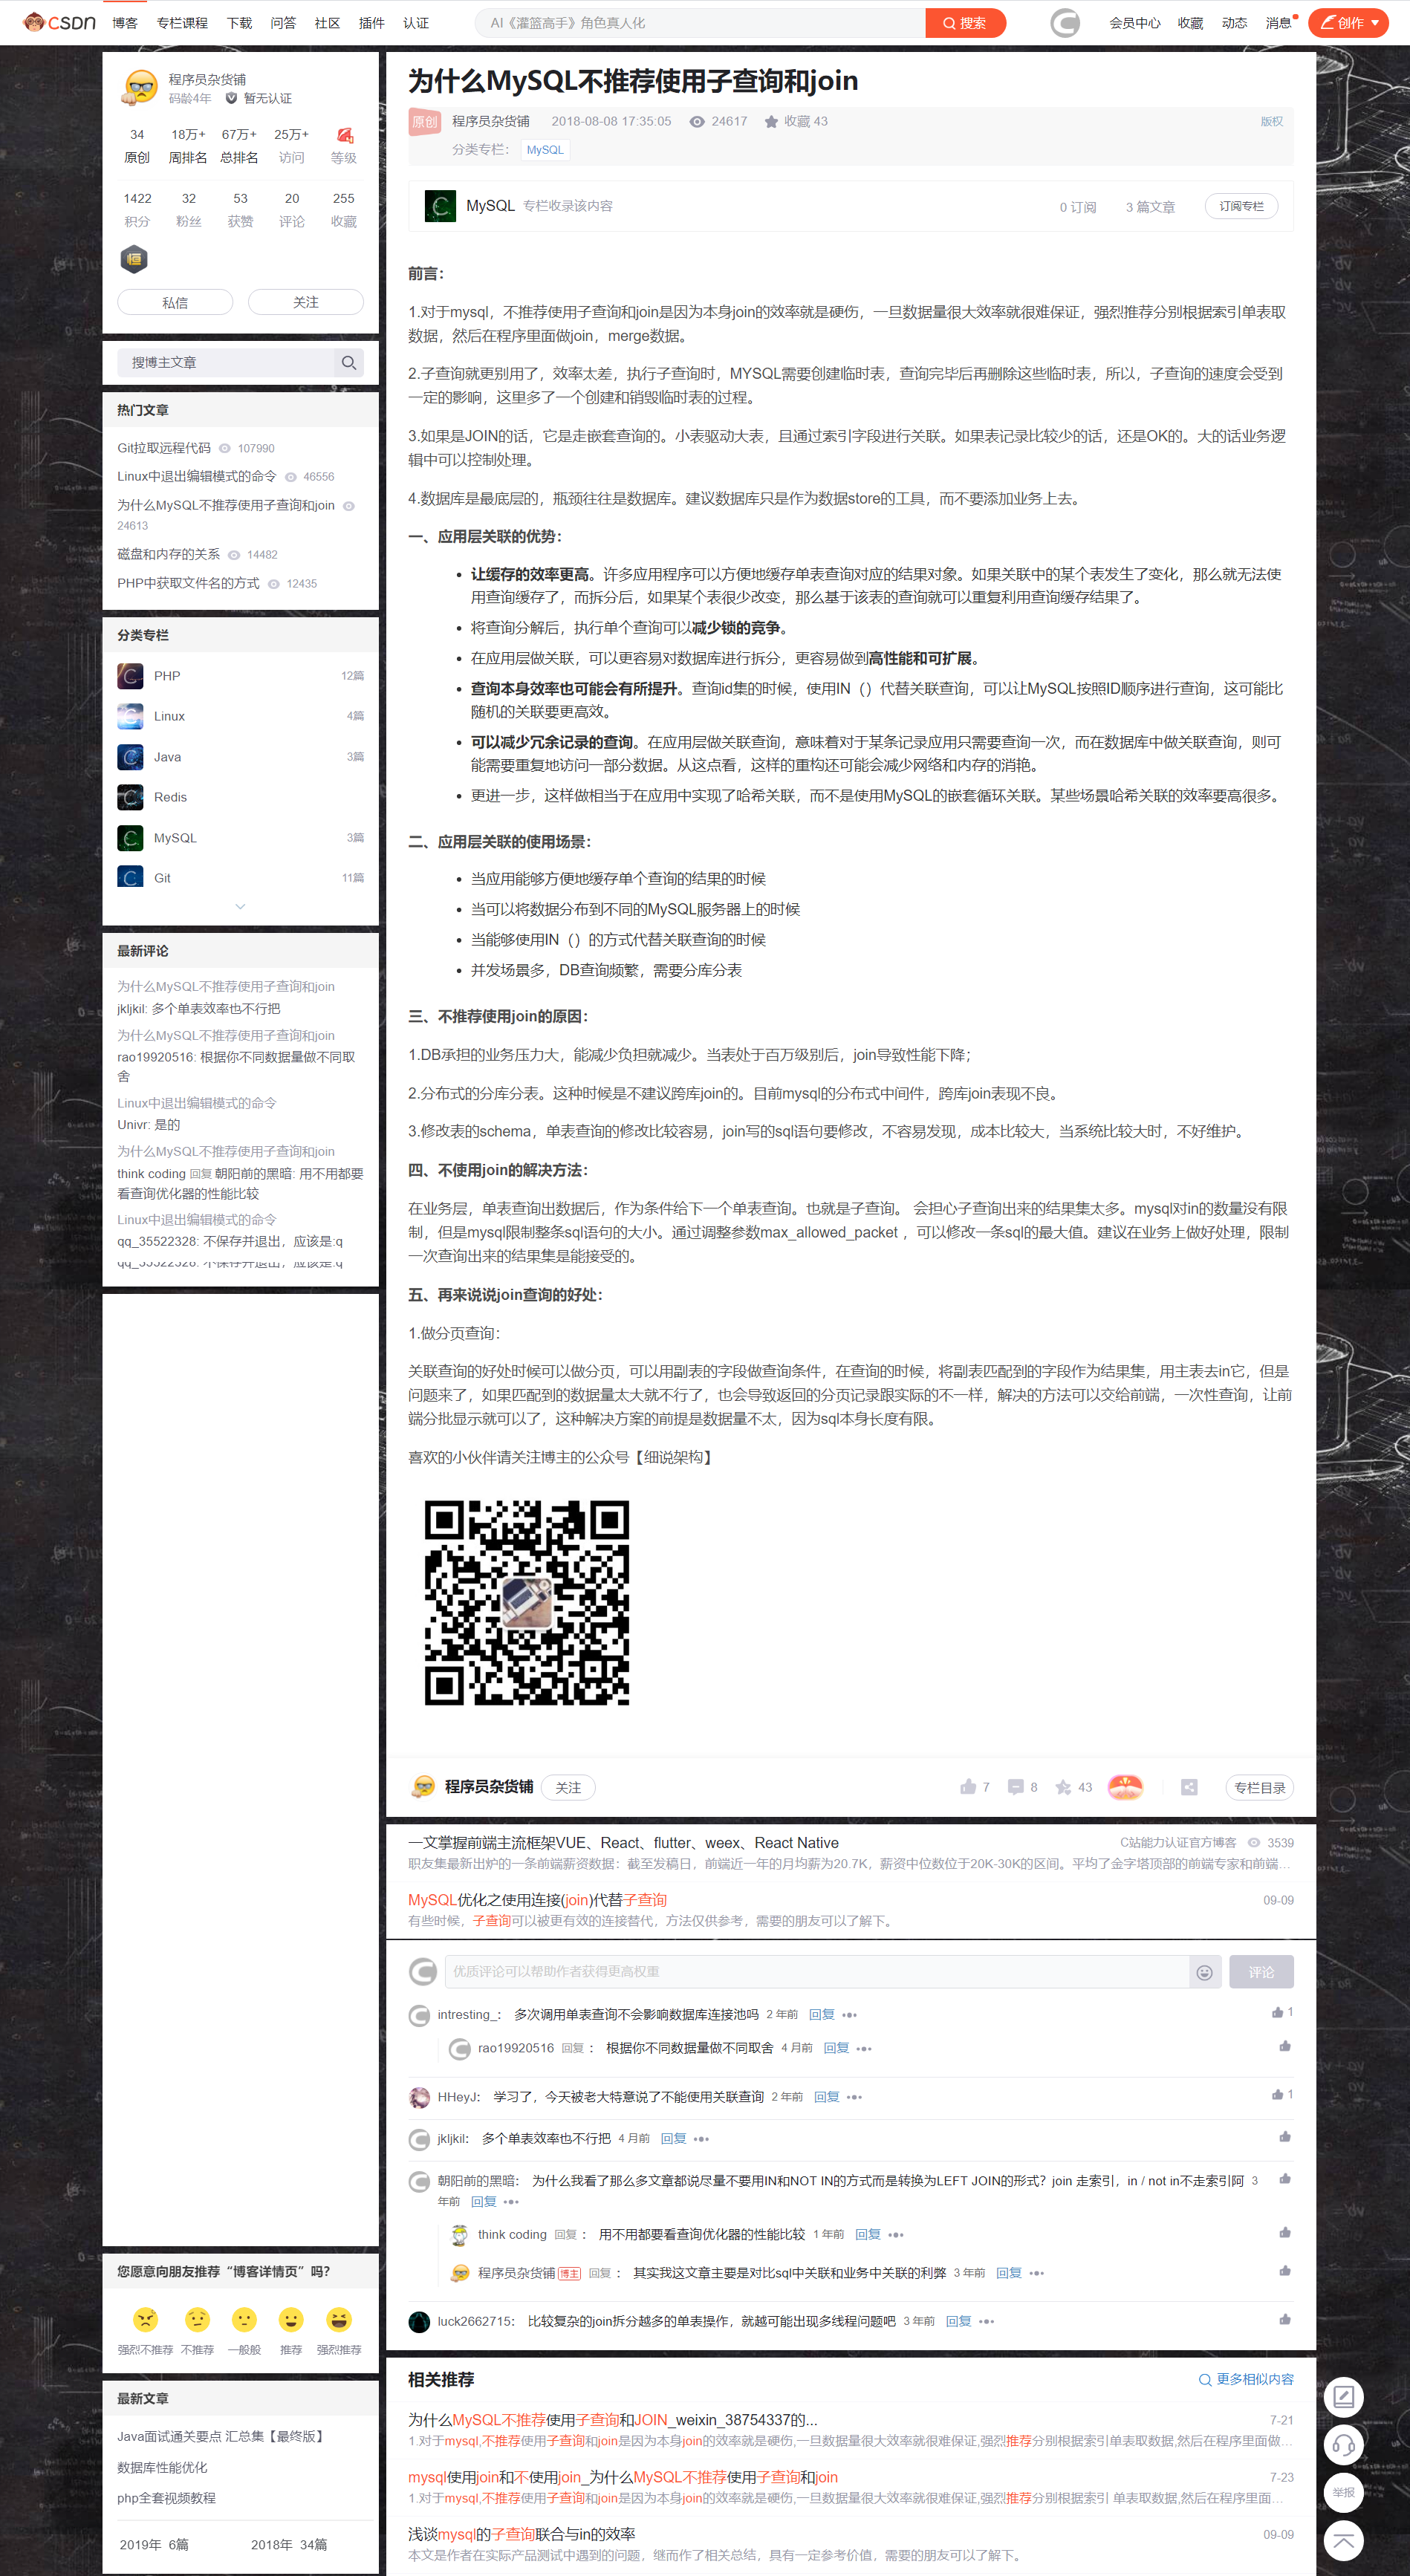 CSDN 博客 专栏课程 下载 问答 社区 插件 认证 AI《灌篮高手》角色真人化 搜索 会员中心 收藏 动态 消息 创作
程序员杂货铺
码龄4年 暂无认证
34 18万+ 67万+ 25万+
原创 周排名 总排名 访问 等级
1422 32 53 20 255
积分 粉丝 获赞 评论 收藏
恒
私信 关注
搜博主文章
热门文章
Git拉取远程代码 107990
Linux中退出编辑模式的命令 46556
为什么MySQL不推荐使用子查询和join
24613
磁盘和内存的关系 14482
PHP中获取文件名的方式 12435
分类专栏
PHP 12篇
Linux 4篇
Java 3篇
Redis
MySQL 3篇
Git 11篇
最新评论
为什么MySQL不推荐使用子查询和join
jkljkil: 多个单表效率也不行把
为什么MySQL不推荐使用子查询和join
rao19920516: 根据你不同数据量做不同取
舍
Linux中退出编辑模式的命令
Univr: 是的
为什么MySQL不推荐使用子查询和join
think coding 回复 朝阳前的黑暗: 用不用都要
看查询优化器的性能比较
Linux中退出编辑模式的命令
qq_35522328: 不保存并退出，应该是:q
您愿意向朋友推荐“博客详情页”吗？
强烈不推荐 不推荐 一般般 推荐 强烈推荐
最新文章
Java面试通关要点 汇总集【最终版】
数据库性能优化
php全套视频教程
2019年 6篇 2018年 34篇
为什么MySQL不推荐使用子查询和join
原创 程序员杂货铺 2018-08-08 17:35:05 24617 收藏 43 版权
分类专栏： MySQL
MySQL 专栏收录该内容 0 订阅 3 篇文章 订阅专栏
前言：
1.对于mysql，不推荐使用子查询和join是因为本身join的效率就是硬伤，一旦数据量很大效率就很难保证，强烈推荐分别根据索引单表取
数据，然后在程序里面做join，merge数据。
2.子查询就更别用了，效率太差，执行子查询时，MYSQL需要创建临时表，查询完毕后再删除这些临时表，所以，子查询的速度会受到
一定的影响，这里多了一个创建和销毁临时表的过程。
3.如果是JOIN的话，它是走嵌套查询的。小表驱动大表，且通过索引字段进行关联。如果表记录比较少的话，还是OK的。大的话业务逻
辑中可以控制处理。
4.数据库是最底层的，瓶颈往往是数据库。建议数据库只是作为数据store的工具，而不要添加业务上去。
一、应用层关联的优势：
• 让缓存的效率更高。许多应用程序可以方便地缓存单表查询对应的结果对象。如果关联中的某个表发生了变化，那么就无法使
用查询缓存了，而拆分后，如果某个表很少改变，那么基于该表的查询就可以重复利用查询缓存结果了。
• 将查询分解后，执行单个查询可以减少锁的竞争。
• 在应用层做关联，可以更容易对数据库进行拆分，更容易做到高性能和可扩展。
• 查询本身效率也可能会有所提升。查询id集的时候，使用IN（）代替关联查询，可以让MySQL按照ID顺序进行查询，这可能比
随机的关联要更高效。
• 可以减少冗余记录的查询。在应用层做关联查询，意味着对于某条记录应用只需要查询一次，而在数据库中做关联查询，则可
能需要重复地访问一部分数据。从这点看，这样的重构还可能会减少网络和内存的消艳。
• 更进一步，这样做相当于在应用中实现了哈希关联，而不是使用MySQL的嵌套循环关联。某些场景哈希关联的效率要高很多。
二、应用层关联的使用场景：
• 当应用能够方便地缓存单个查询的结果的时候
• 当可以将数据分布到不同的MySQL服务器上的时候
• 当能够使用IN（）的方式代替关联查询的时候
• 并发场景多，DB查询频繁，需要分库分表
三、不推荐使用join的原因：
1.DB承担的业务压力大，能减少负担就减少。当表处于百万级别后，join导致性能下降；
2.分布式的分库分表。这种时候是不建议跨库join的。目前mysql的分布式中间件，跨库join表现不良。
3.修改表的schema，单表查询的修改比较容易，join写的sql语句要修改，不容易发现，成本比较大，当系统比较大时，不好维护。
四、不使用join的解决方法：
在业务层，单表查询出数据后，作为条件给下一个单表查询。也就是子查询。 会担心子查询出来的结果集太多。mysql对in的数量没有限
制，但是mysql限制整条sql语句的大小。通过调整参数max_allowed_packet ，可以修改一条sql的最大值。建议在业务上做好处理，限制
一次查询出来的结果集是能接受的。
五、再来说说join查询的好处：
1.做分页查询：
关联查询的好处时候可以做分页，可以用副表的字段做查询条件，在查询的时候，将副表匹配到的字段作为结果集，用主表去in它，但是
问题来了，如果匹配到的数据量太大就不行了，也会导致返回的分页记录跟实际的不一样，解决的方法可以交给前端，一次性查询，让前
端分批显示就可以了，这种解决方案的前提是数据量不太，因为sql本身长度有限。
喜欢的小伙伴请关注博主的公众号【细说架构】
程序员杂货铺 关注 7 8 43 专栏目录
一文掌握前端主流框架VUE、React、flutter、weex、React Native C站能力认证官方博客 3539
职友集最新出炉的一条前端薪资数据：截至发稿日，前端近一年的月均薪为20.7K，薪资中位数位于20K-30K的区间。平均了金字塔顶部的前端专家和前端...
MySQL优化之使用连接(join)代替子查询 09-09
有些时候，子查询可以被更有效的连接替代，方法仅供参考，需要的朋友可以了解下。
优质评论可以帮助作者获得更高权重 评论
intresting_： 多次调用单表查询不会影响数据库连接池吗 2 年前 回复 1
rao19920516 回复： 根据你不同数据量做不同取舍 4 月前 回复
HHeyJ： 学习了，今天被老大特意说了不能使用关联查询 2 年前 回复 1
jkljkil： 多个单表效率也不行把 4 月前 回复
朝阳前的黑暗： 为什么我看了那么多文章都说尽量不要用IN和NOT IN的方式而是转换为LEFT JOIN的形式？join 走索引，in / not in不走索引阿 3
年前 回复
think coding 回复： 用不用都要看查询优化器的性能比较 1 年前 回复
程序员杂货铺 博主 回复： 其实我这文章主要是对比sql中关联和业务中关联的利弊 3 年前 回复
luck2662715： 比较复杂的join拆分越多的单表操作，就越可能出现多线程问题吧 3 年前 回复
相关推荐 更多相似内容
为什么MySQL不推荐使用子查询和JOIN_weixin_38754337的... 7-21
1.对于mysql,不推荐使用子查询和join是因为本身join的效率就是硬伤,一旦数据量很大效率就很难保证,强烈推荐分别根据索引单表取数据,然后在程序里面做...
mysql使用join和不使用join_为什么MySQL不推荐使用子查询和join 7-23
1.对于mysql,不推荐使用子查询和join是因为本身join的效率就是硬伤,一旦数据量很大效率就很难保证,强烈推荐分别根据索引 单表取数据,然后在程序里面...
浅谈mysql的子查询联合与in的效率 09-09
本文是作者在实际产品测试中遇到的问题，继而作了相关总结，具有一定参考价值，需要的朋友可以了解下。
举报